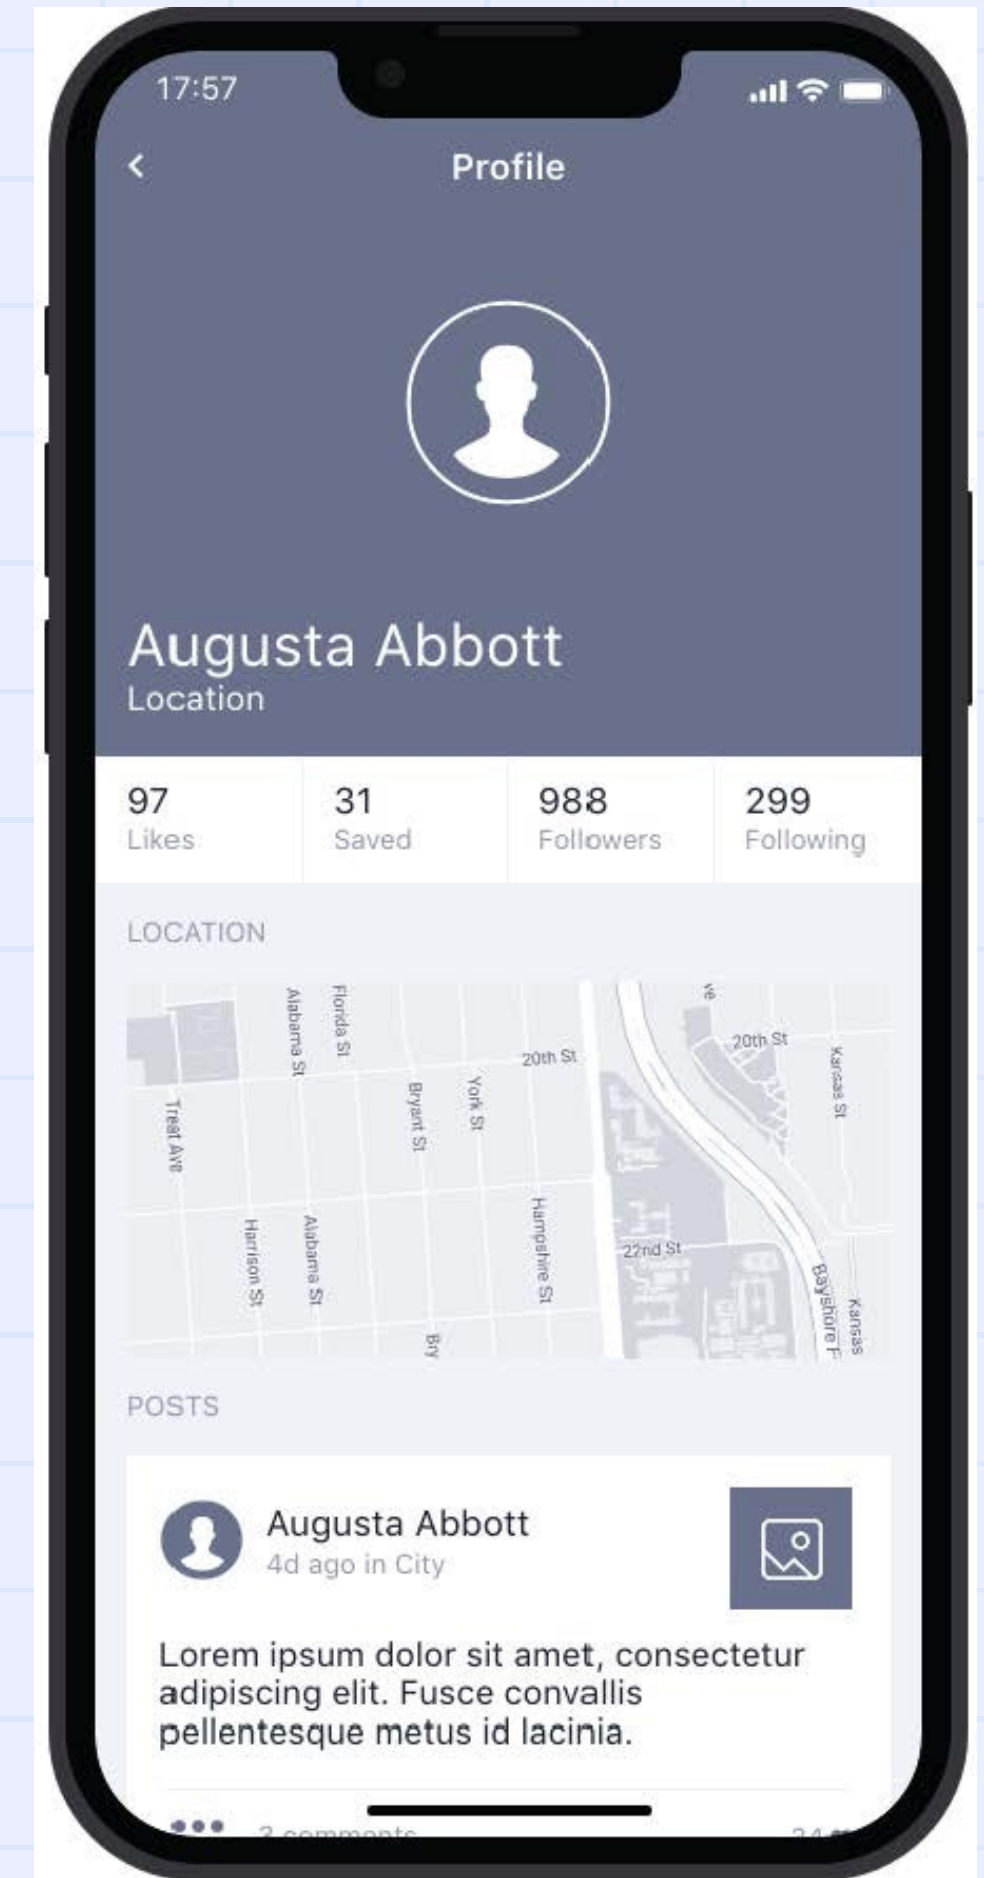 17:57
Profile
Augusta Abbott
Location
97
Likes
31
Saved
988
Followers
299
Following
LOCATION
Alabama St
Florida St
ve
20th St
20th St
Kansas St
Treat Ave
Bryant St
York St
Harrison St
Alabama St
Hampshire St
22nd St
Bayshore F
Kansas
Bry
POSTS
Augusta Abbott
4d ago in City
Lorem ipsum dolor sit amet, consectetur
adipiscing elit. Fusce convallis
pellentesque metus id lacinia.
comments